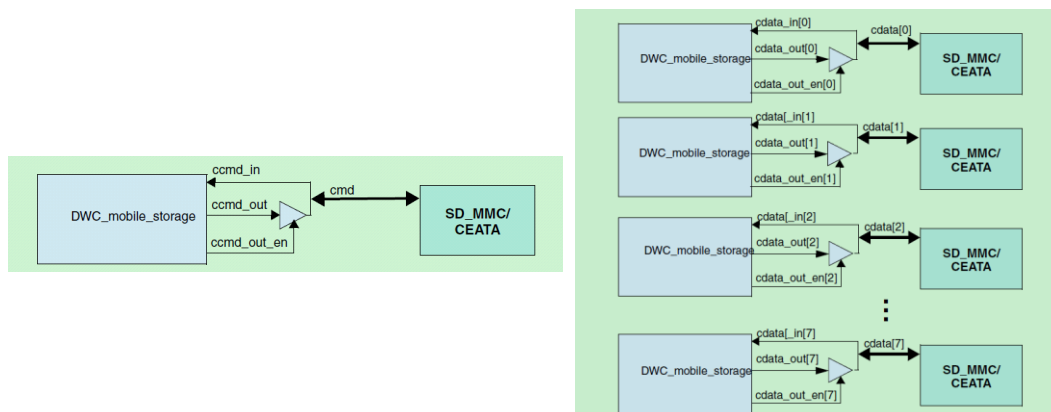 ccmd_in
cmd
DWC_mobile_storage
ccmd_out
ccmd_out_en
SD_MMC/
CEATA
cdata_in[0]
cdata[0]
DWC_mobile_storage
cdata_out[0]
cdata_out_en[0]
SD_MMC/
CEATA
cdata[_in[1]
cdata[1]
DWC_mobile_storage
cdata_out[1]
cdata_out_en[1]
SD_MMC/
CEATA
cdata[_in[2]
cdata[2]
DWC_mobile_storage
cdata_out[2]
cdata_out_en[2]
SD_MMC/
CEATA
cdata[_in[7]
cdata[7]
DWC_mobile_storage
cdata_out[7]
cdata_out_en[7]
SD_MMC/
CEATA